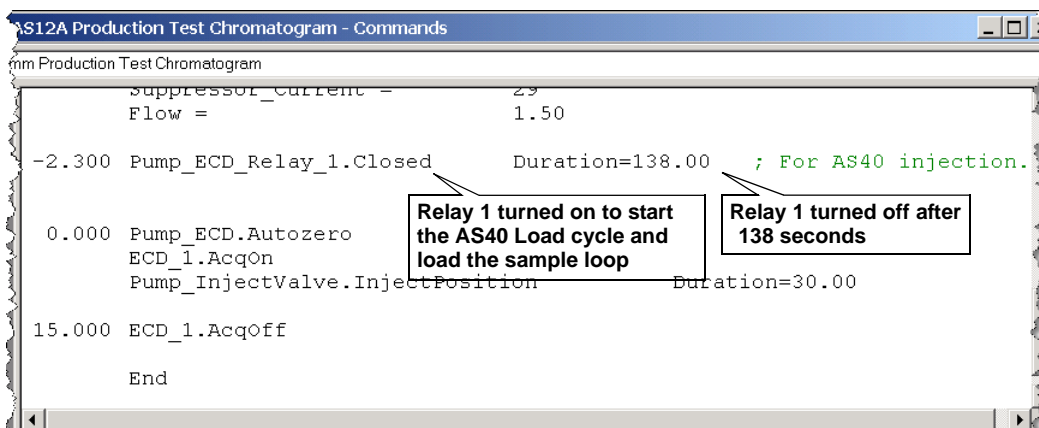 AS12A Production Test Chromatogram - Commands
mm Production Test Chromatogram
Suppressor_Current = 29
Flow = 1.50
-2.300 Pump_ECD_Relay_1.Closed Duration=138.00 ; For AS40 injection.
Relay 1 turned on to start
the AS40 Load cycle and
load the sample loop
Relay 1 turned off after
138 seconds
0.000 Pump_ECD.Autozero
ECD_1.AcqOn
Pump_InjectValve.InjectPosition Duration=30.00
15.000 ECD_1.AcqOff
End